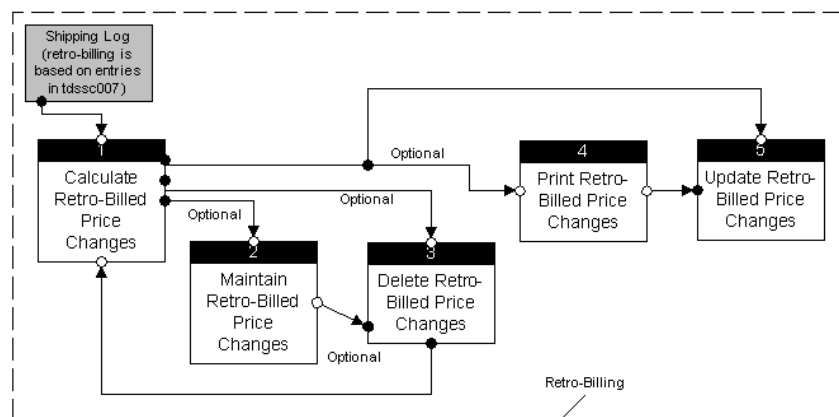 Shipping Log
(retro-billing is
based on entries
in tdssc007)
1
Calculate
Retro-Billed
Price
Changes
Optional
Optional
Optional
2
Maintain
Retro-Billed
Price
Changes
Optional
3
Delete Retro-
Billed Price
Changes
4
Print Retro-
Billed Price
Changes
5
Update Retro-
Billed Price
Changes
Retro-Billing